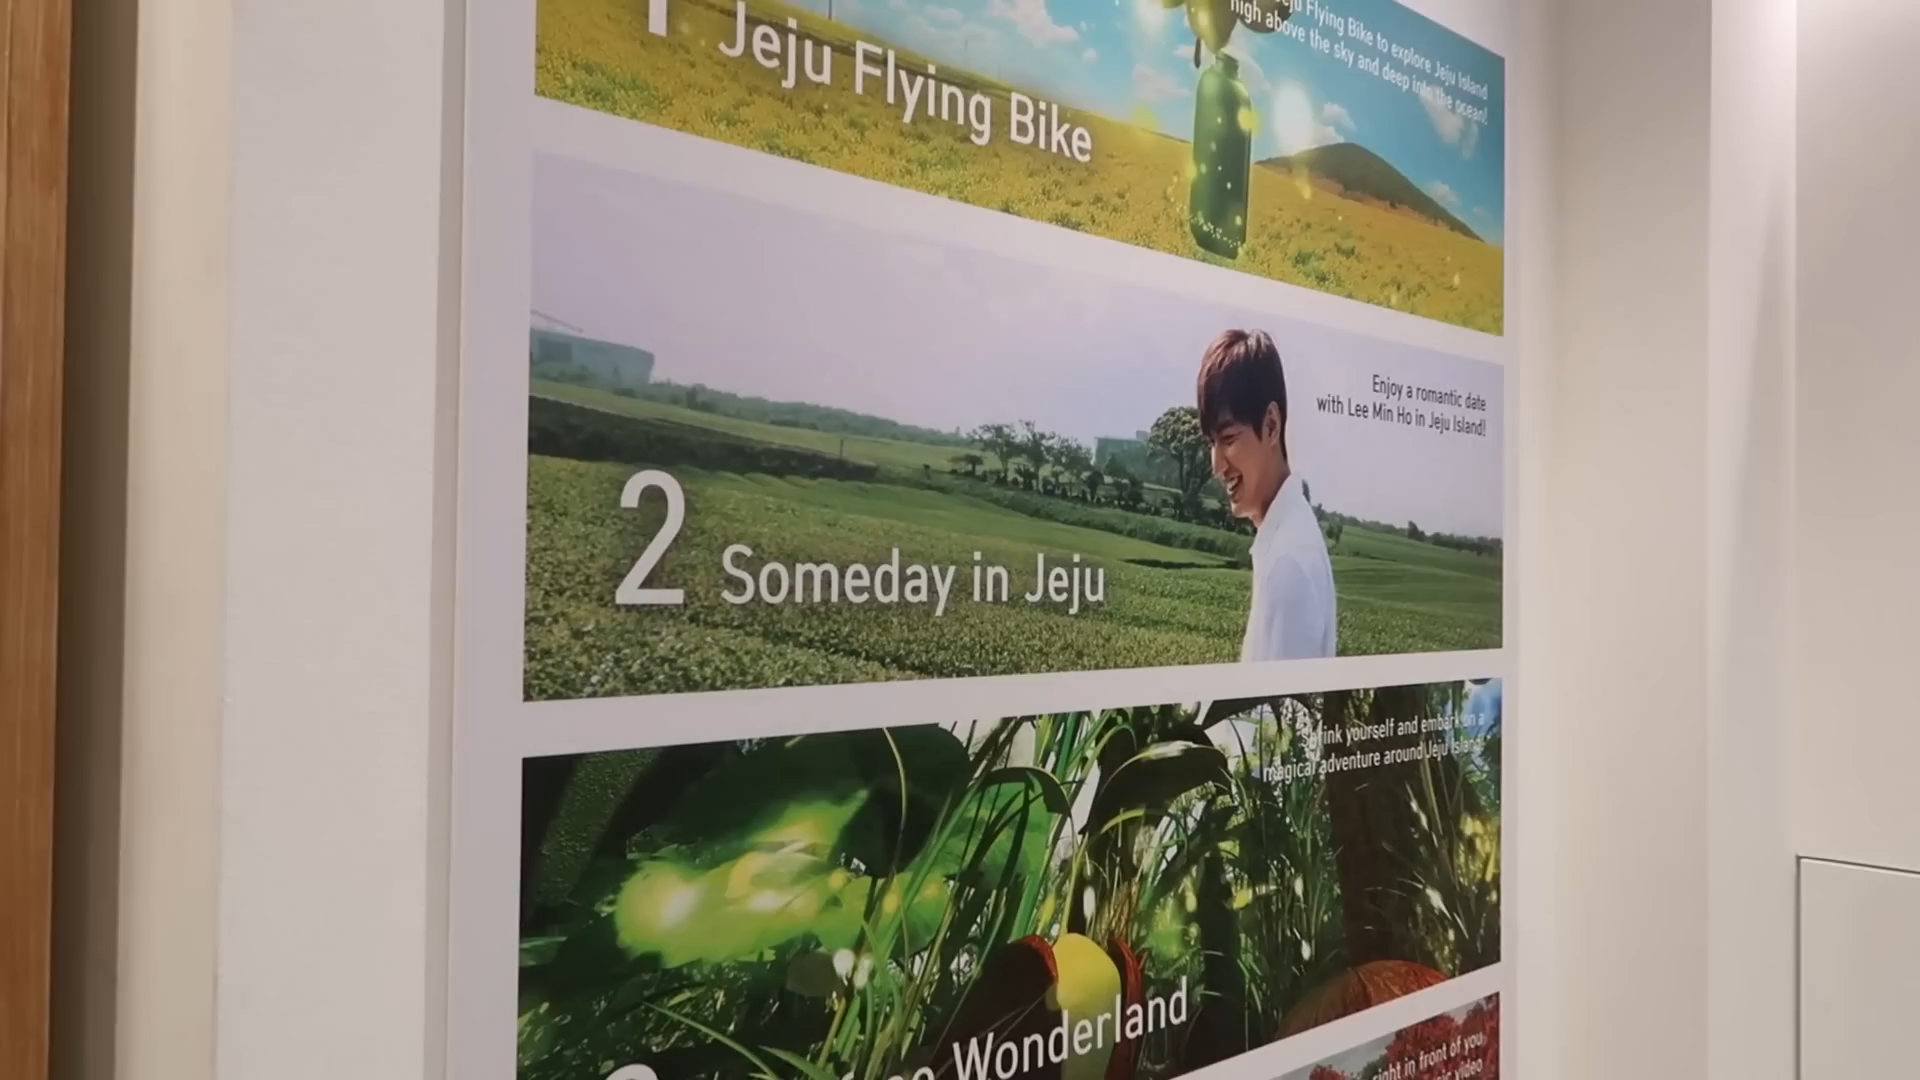 1 Jeju Flying Bike
Jeju Flying Bike to explore Jeju Island
high above the sky and deep into the ocean!
Enjoy a romantic date
with Lee Min Ho in Jeju Island!
2 Someday in Jeju
Shrink yourself and embark on a
magical adventure around Jeju Island
Wonderland
right in front of you
video